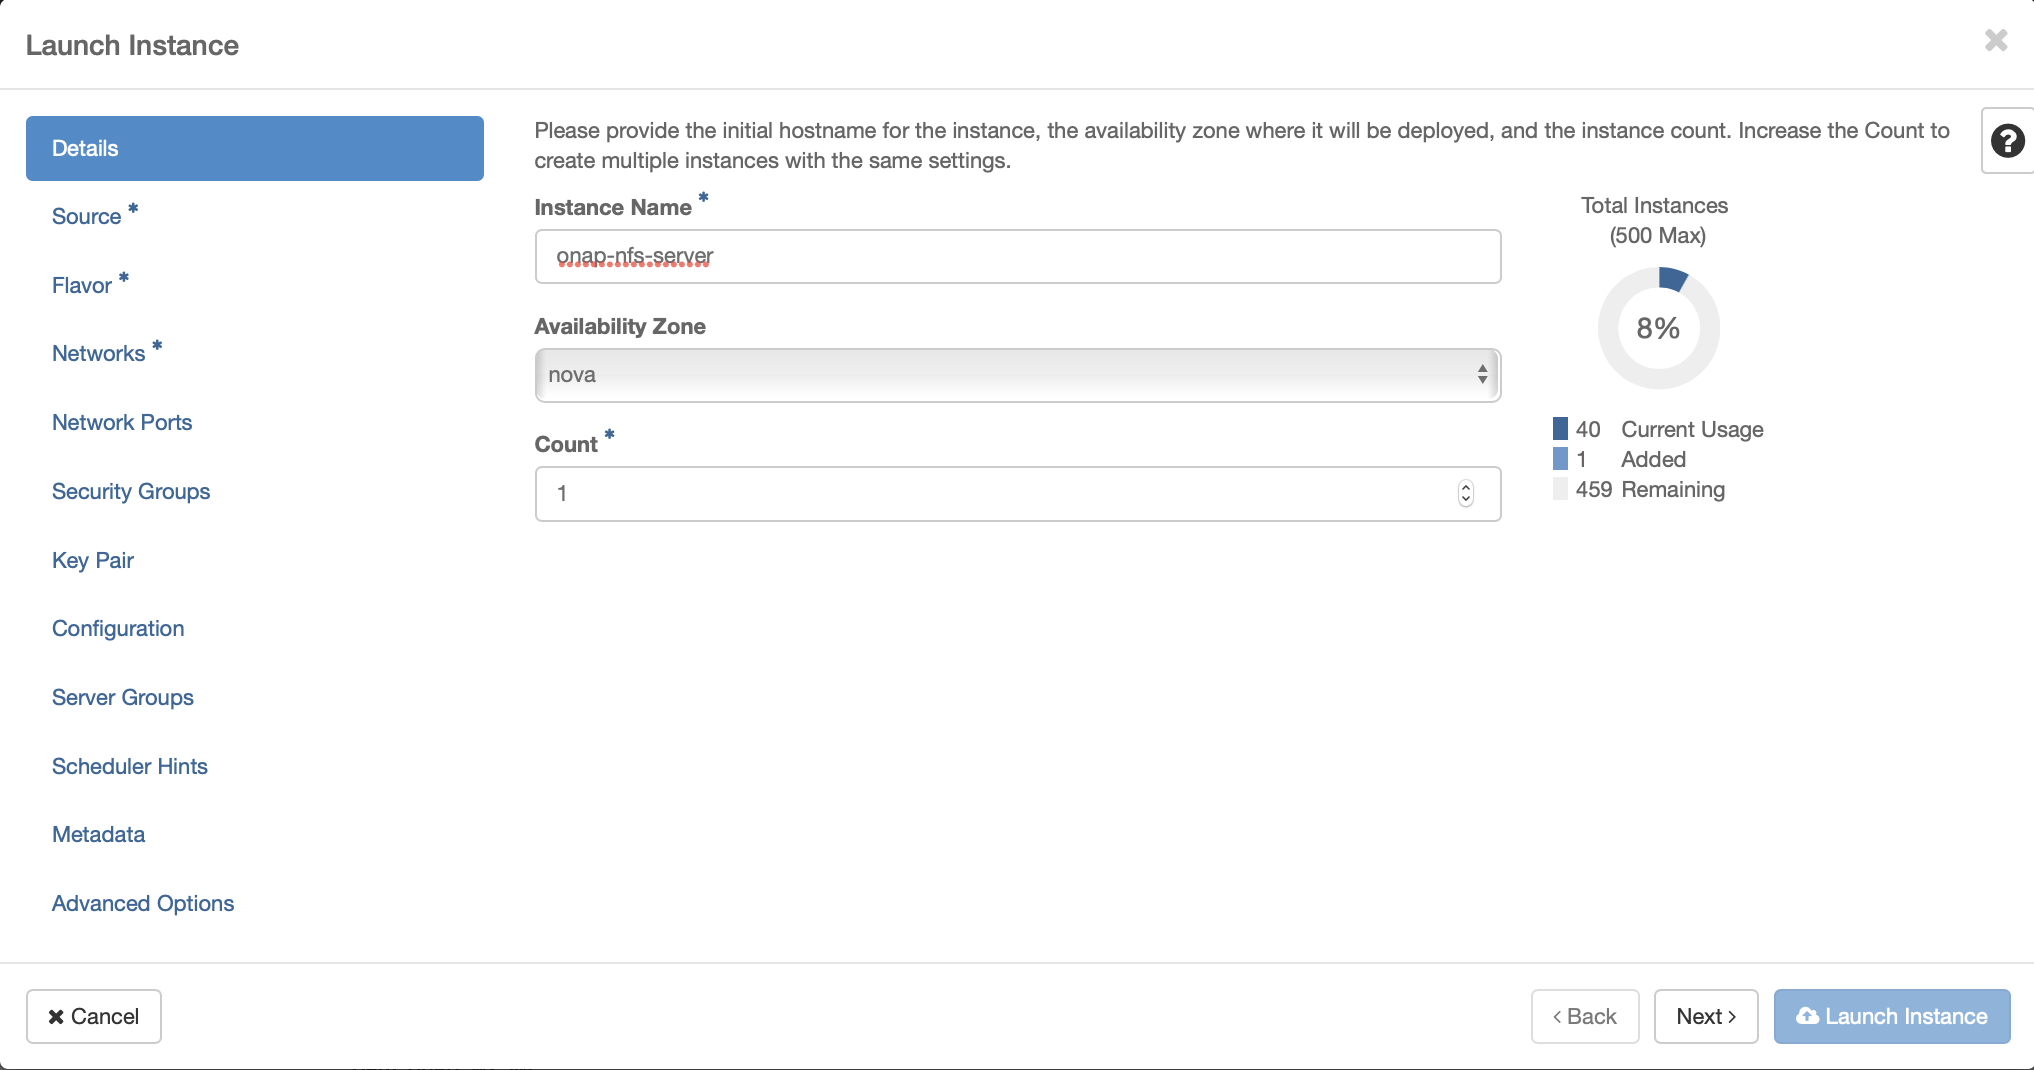 Launch Instance
Details
Source *
Flavor *
Networks *
Network Ports
Security Groups
Key Pair
Configuration
Server Groups
Scheduler Hints
Metadata
Advanced Options
Please provide the initial hostname for the instance, the availability zone where it will be deployed, and the instance count. Increase the Count to
create multiple instances with the same settings.
Instance Name *
onap-nfs-server
Availability Zone
nova
Count *
1
Total Instances
(500 Max)
8%
40 Current Usage
1 Added
459 Remaining
Cancel
< Back
Next >
Launch Instance